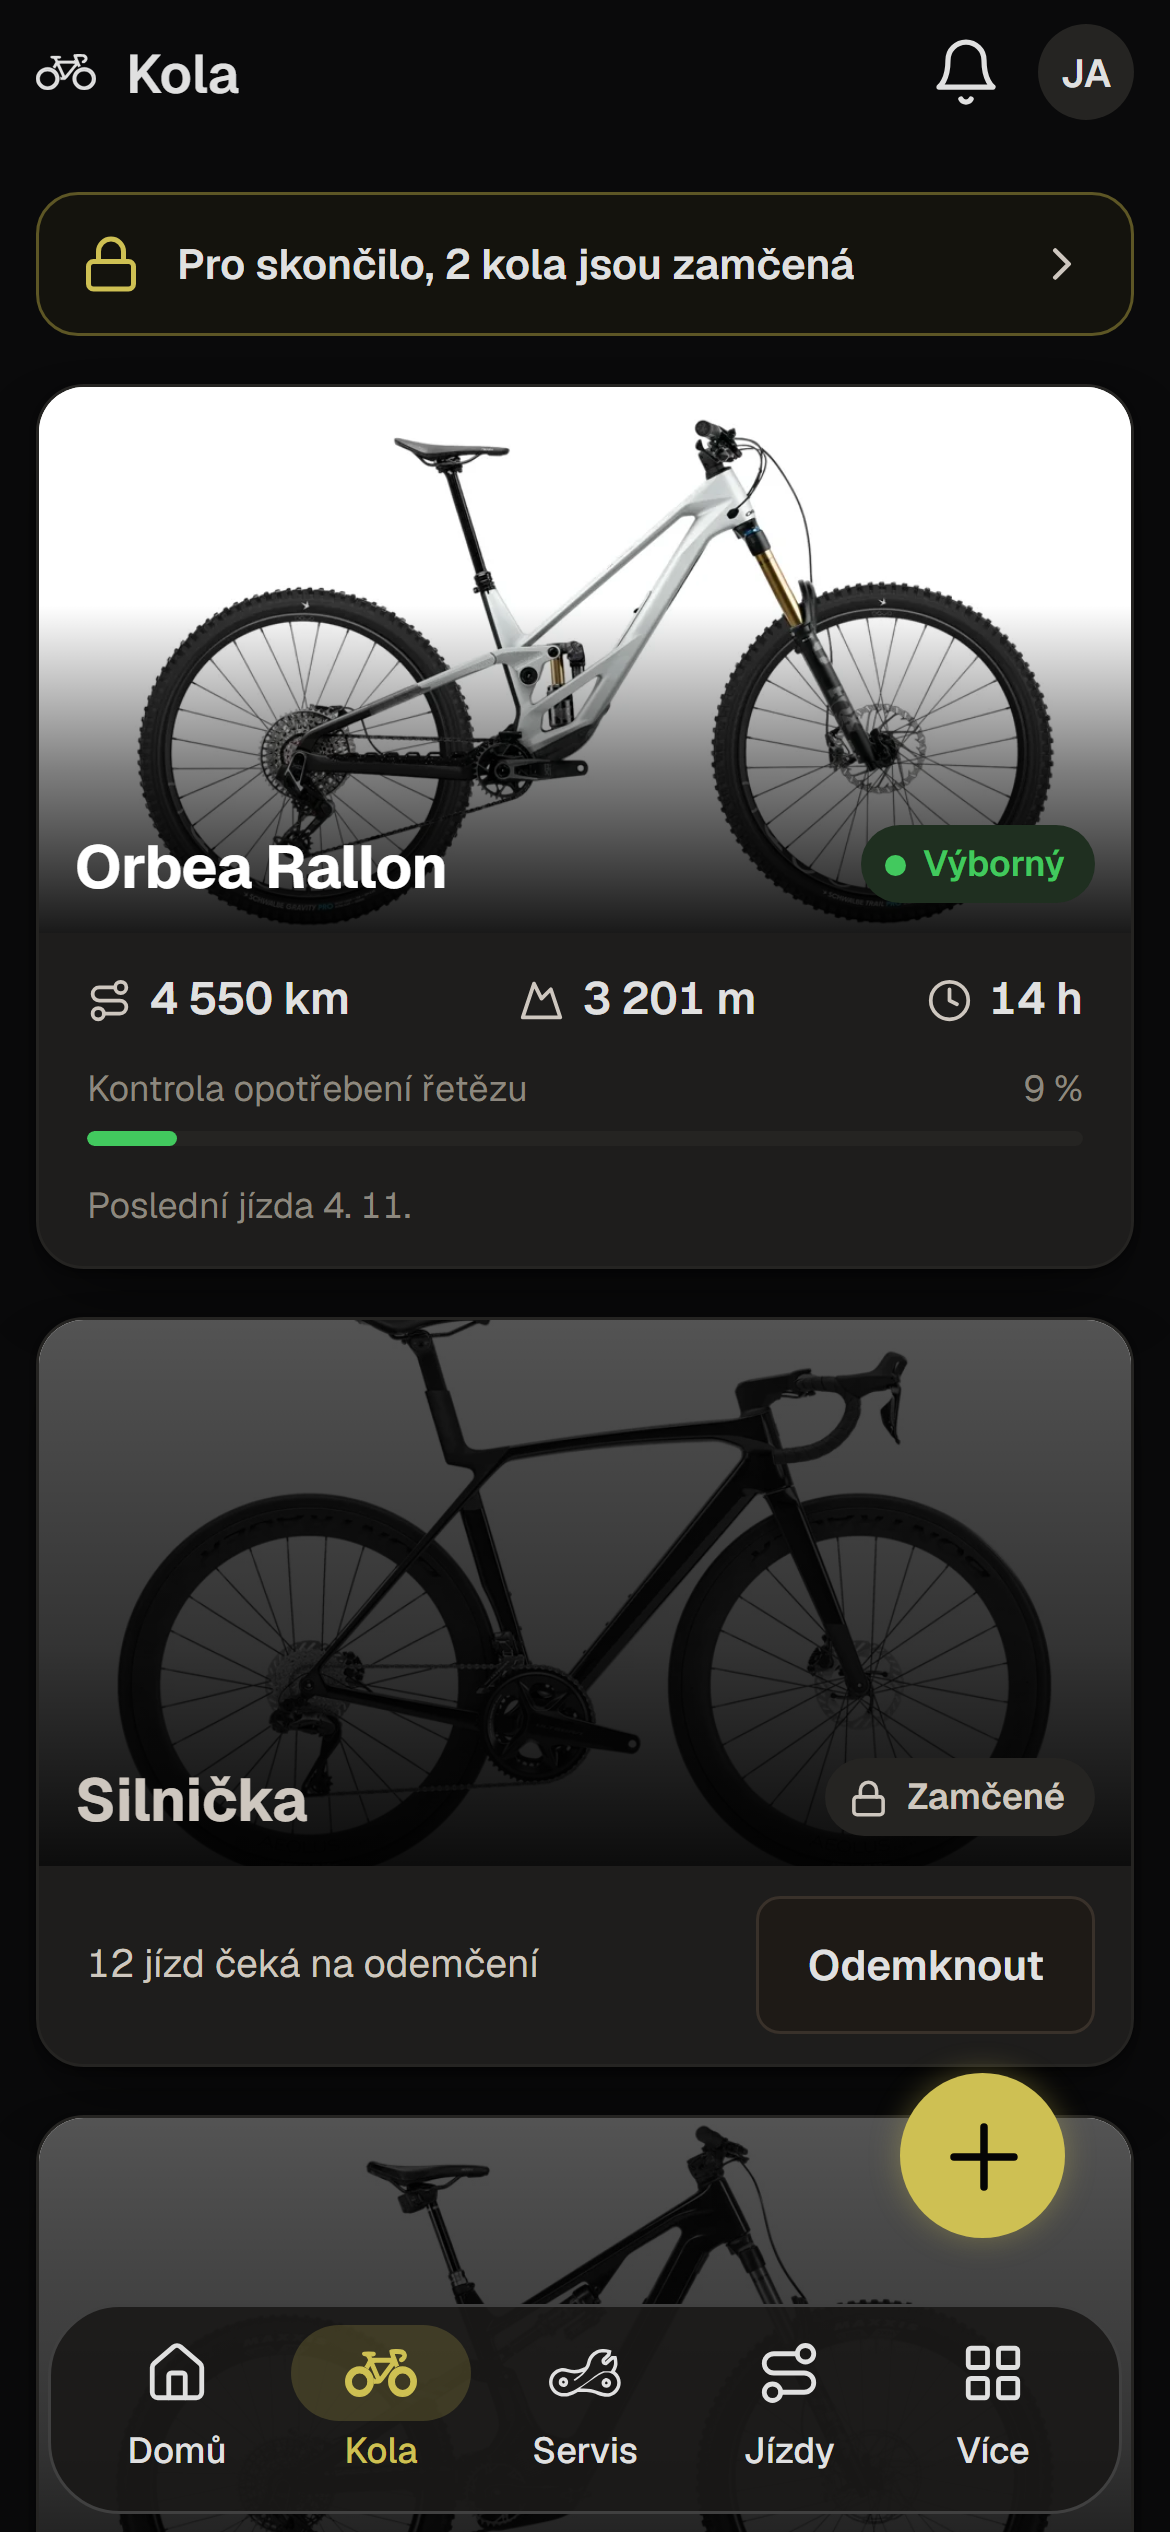 Kola
JA
Pro skončilo, 2 kola jsou zamčená
Orbea Rallon
Výborný
4 550 km
3 201 m
14 h
Kontrola opotřebení řetězu
9 %
Poslední jízda 4. 11.
Silnička
Zamčené
12 jízd čeká na odemčení
Odemknout
Domů
Kola
Servis
Jízdy
Více